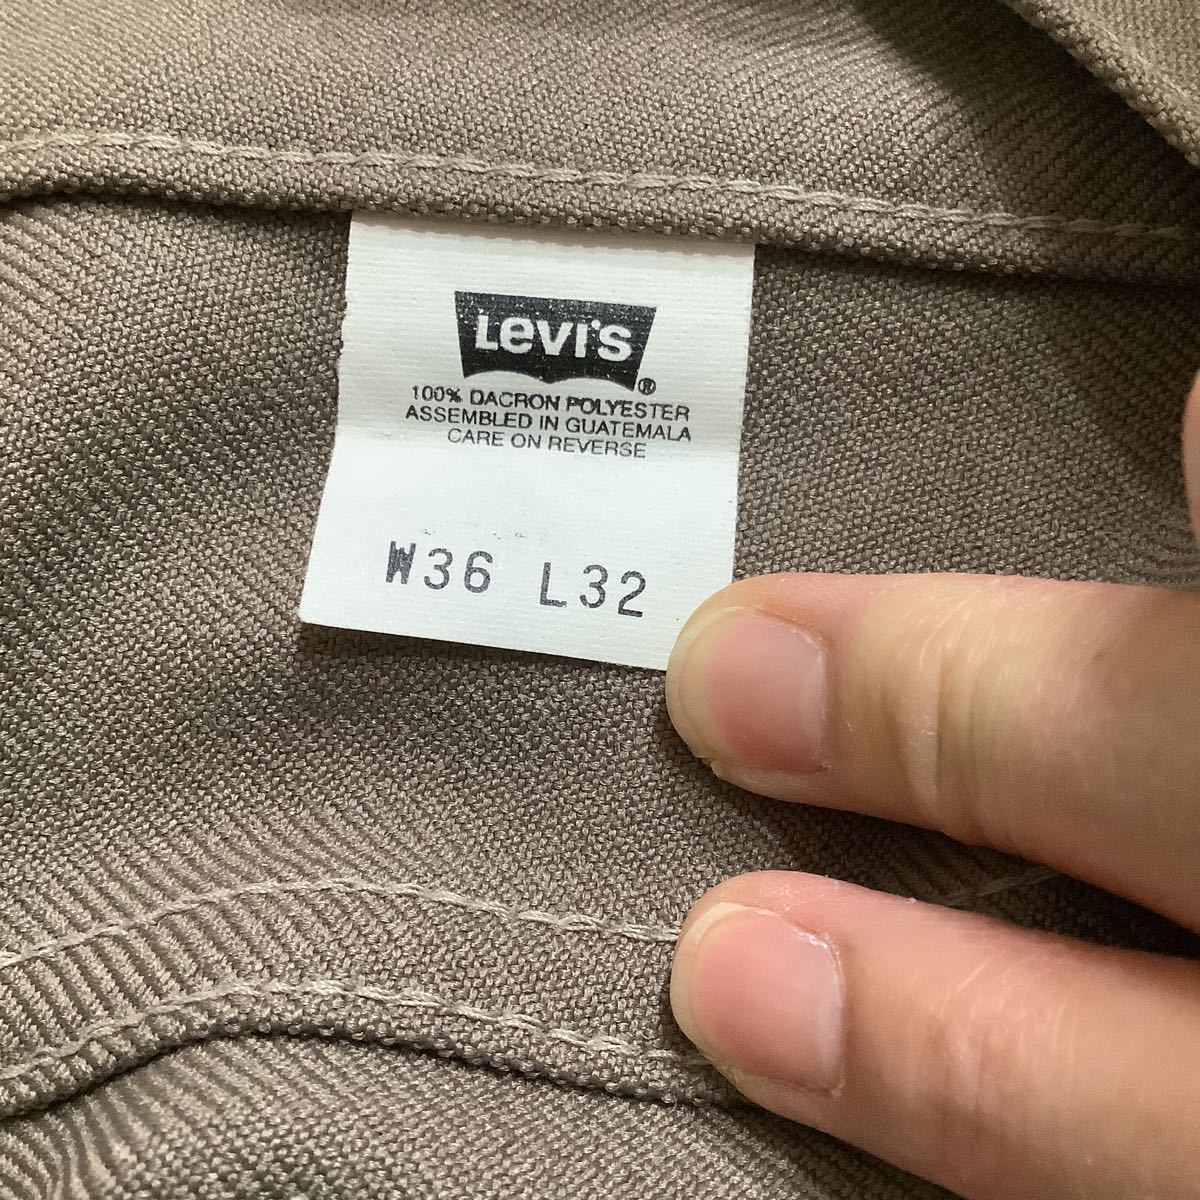 Levi's ®
100% DACRON POLYESTER
ASSEMBLED IN GUATEMALA
CARE ON REVERSE
W36 L32